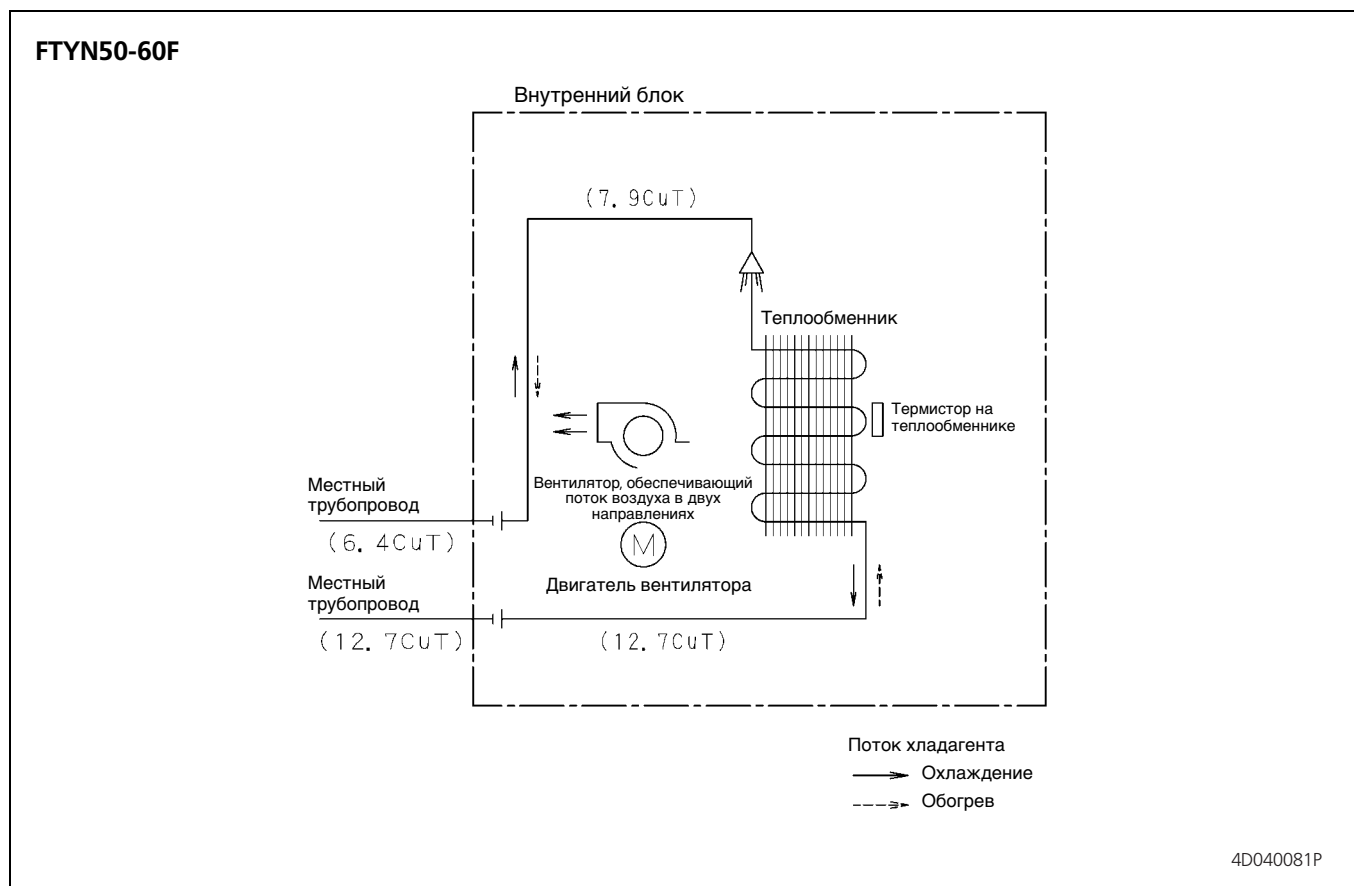 FTYN50-60F
Внутренний блок
(7. 9CuT)
Теплообменник
Термистор на
теплообменнике
Вентилятор, обеспечивающий
поток воздуха в двух
направлениях
Местный
трубопровод
(6. 4CuT)
M
Двигатель вентилятора
Местный
трубопровод
(12. 7CuT)
(12. 7CuT)
Поток хладагента
Охлаждение
Обогрев
4D040081P